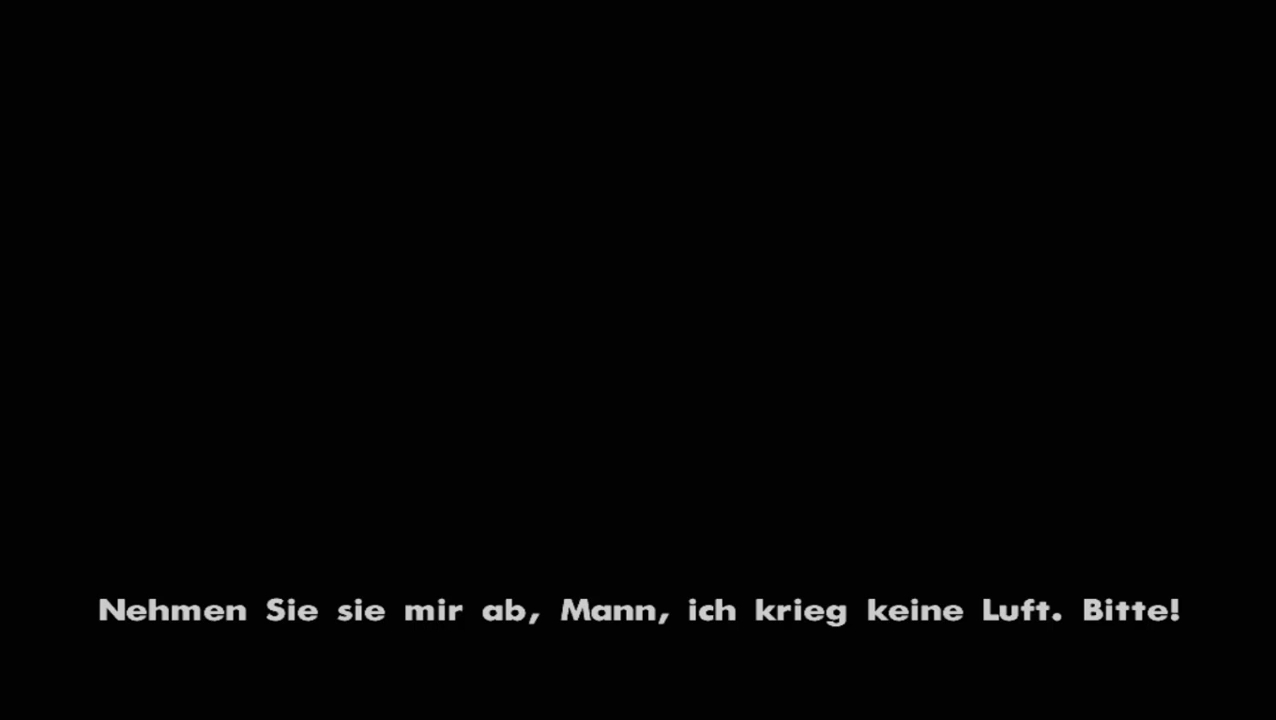 Nehmen Sie sie mir ab, Mann, ich krieg keine Luft. Bitte!